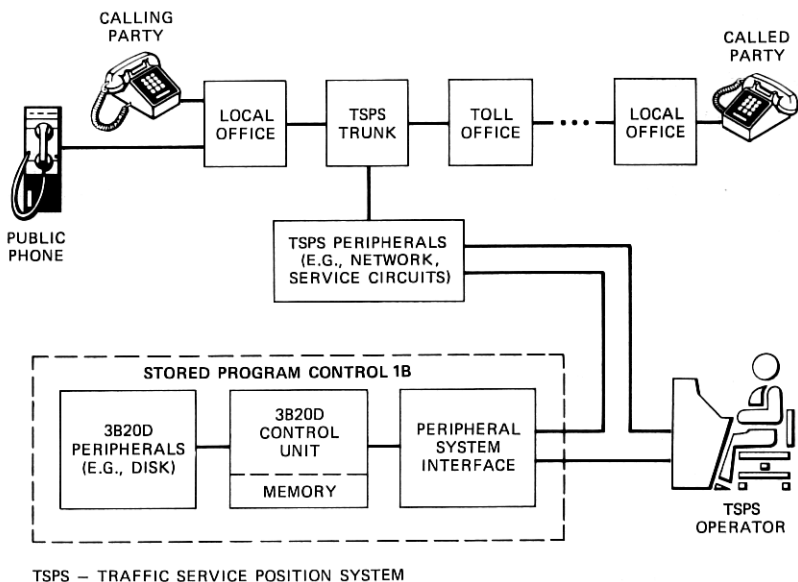 CALLING
PARTY
CALLED
PARTY
LOCAL
OFFICE
TSPS
TRUNK
TOLL
OFFICE
LOCAL
OFFICE
PUBLIC
PHONE
TSPS PERIPHERALS
(E.G., NETWORK,
SERVICE CIRCUITS)
STORED PROGRAM CONTROL 1B
3B20D
PERIPHERALS
(E.G., DISK)
3B20D
CONTROL
UNIT
MEMORY
PERIPHERAL
SYSTEM
INTERFACE
TSPS
OPERATOR
TSPS – TRAFFIC SERVICE POSITION SYSTEM